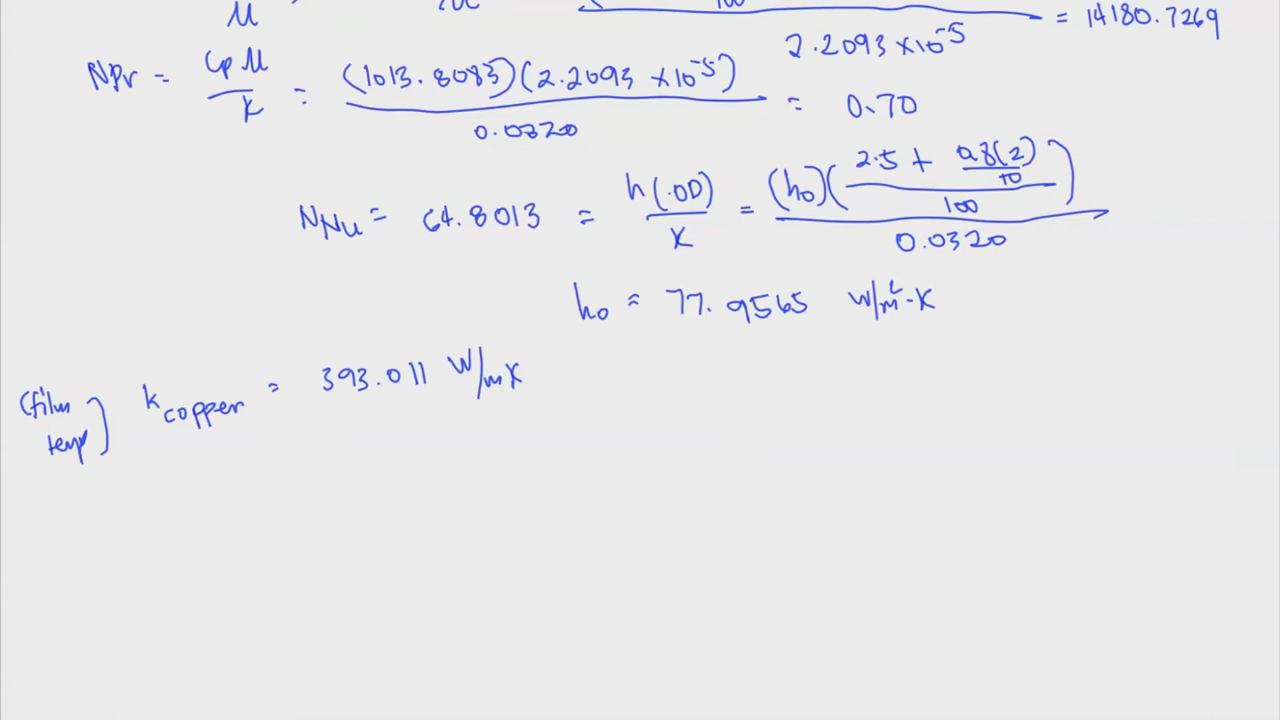 μ
100 = 14180.7269
2.2093 x10^-5
NPr = Cp μ / k = (1013.8083)(2.2093 x10^-5) / 0.0320 = 0.70
NNu = 64.8013 = h(OD) / k = (ho)(2.5 + 0.8(2)/10 / 100) / 0.0320
ho = 77.9565 W/m²-K
(film temp) k copper = 393.011 W/mK